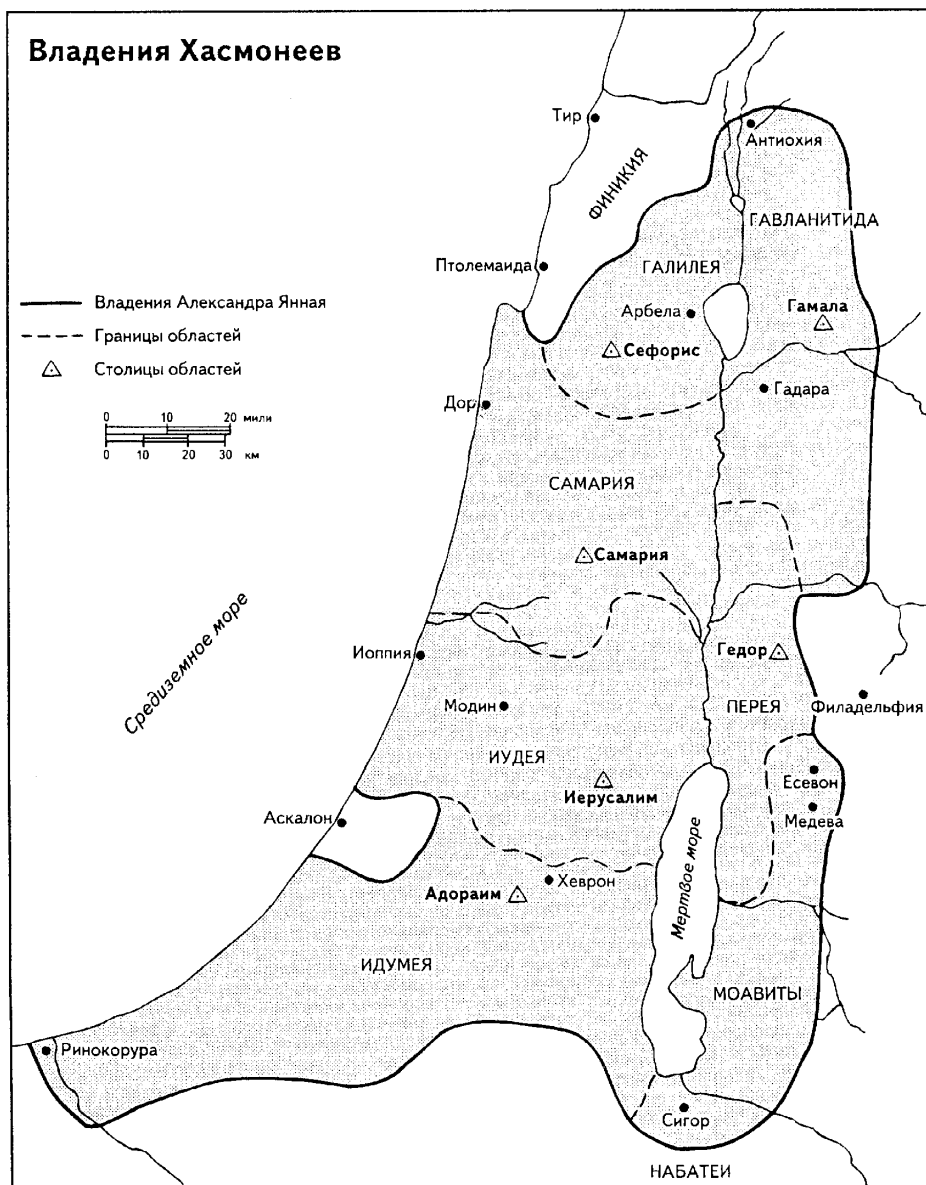 Владения Хасмонеев
Тир
Антиохия
ФИНИКИЯ
ГАВЛАНИТИДА
Птолемаида
ГАЛИЛЕЯ
Владения Александра Янная
Арбела
Гамала
Границы областей
Сефорис
Столицы областей
Гадара
Дор
0 10 20 мили
0 10 20 30 км
САМАРИЯ
Самария
Средиземное море
Иоппия
Гедор
Модин
ПЕРЕЯ
Филадельфия
ИУДЕЯ
Есевон
Иерусалим
Медева
Аскалон
Мертвое море
Хеврон
Адораим
ИДУМЕЯ
МОАВИТЫ
Ринокорура
Сигор
НАБАТЕИ